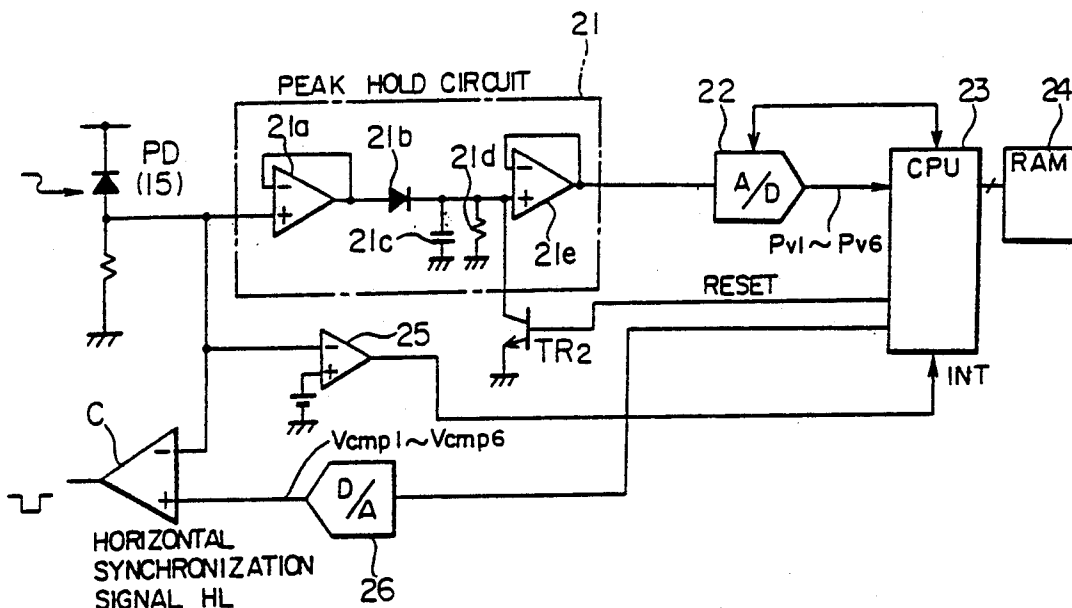 21
PEAK HOLD CIRCUIT
22
23
24
21a
21b
21d
PD
(15)
CPU
RAM
A/D
21c
21e
Pv1~Pv6
RESET
25
TR2
INT
C
Vcmp1~Vcmp6
D/A
HORIZONTAL
SYNCHRONIZATION
SIGNAL HL
26